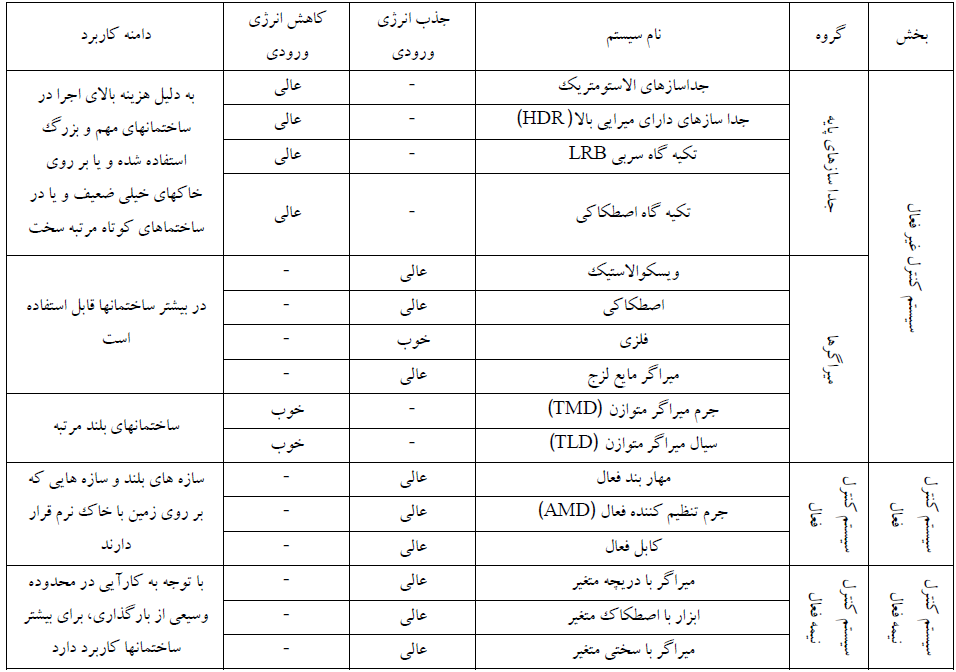 بخش
گروه
نام سیستم
جذب انرژی
ورودی
کاهش انرژی
ورودی
دامنه کاربرد
سیستم کنترل غیر فعال
جدا سازهای پایه
جداسازهای الاستومتریک
-
عالی
جدا سازهای دارای میرایی بالا( HDR)
-
عالی
تکیه گاه سربی LRB
-
عالی
تکیه گاه اصطکاکی
-
عالی
به دلیل هزینه بالای اجرا در
ساختمانهای مهم و بزرگ
استفاده شده و یا بر روی
خاکهای خیلی ضعیف و یا در
ساختماهای کوتاه مرتبه سخت
میراگرها
ویسکوالاستیک
عالی
-
اصطکاکی
عالی
-
فلزی
خوب
-
میراگر مایع لزج
عالی
-
در بیشتر ساختمانها قابل استفاده
است
جرم میراگر متوازن (TMD)
-
خوب
سیال میراگر متوازن (TLD)
-
خوب
ساختمانهای بلند مرتبه
سیستم کنترل
فعال
سیستم کنترل
فعال
مهار بند فعال
عالی
-
جرم تنظیم کننده فعال (AMD)
عالی
-
کابل فعال
عالی
-
سازه های بلند و سازه هایی که
بر روی زمین با خاک نرم قرار
دارند
سیستم کنترل
نیمه فعال
سیستم کنترل
نیمه فعال
میراگر با دریچه متغیر
عالی
-
ابزار با اصطکاک متغیر
عالی
-
میراگر با سختی متغیر
عالی
-
با توجه به کارآیی در محدوده
وسیعی از بارگذاری، برای بیشتر
ساختمانها کاربرد دارد